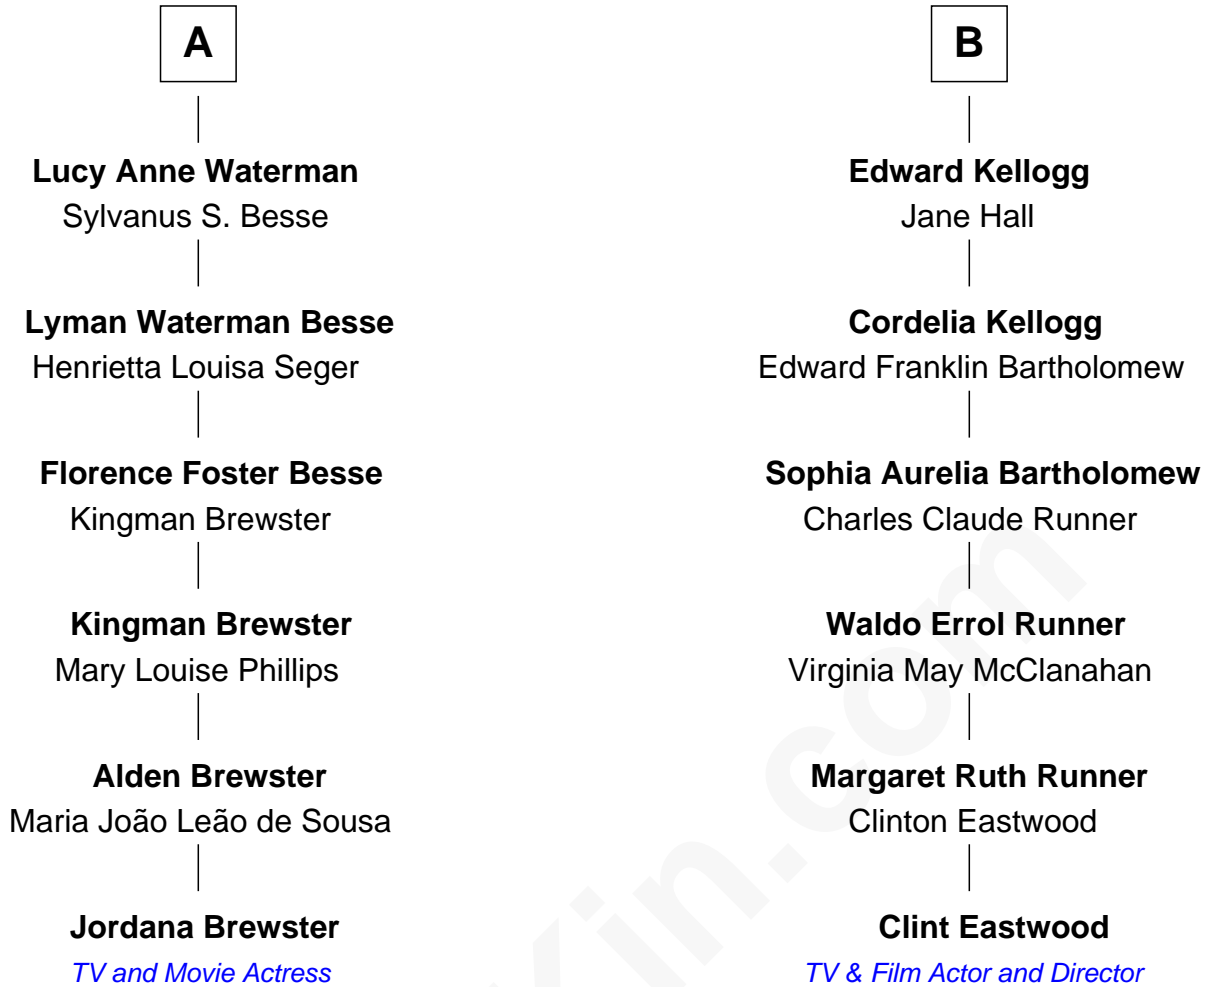 A
Lucy Anne Waterman
Sylvanus S. Besse
Lyman Waterman Besse
Henrietta Louisa Seger
Florence Foster Besse
Kingman Brewster
Kingman Brewster
Mary Louise Phillips
Alden Brewster
Maria João Leão de Sousa
Jordana Brewster
TV and Movie Actress
B
Edward Kellogg
Jane Hall
Cordelia Kellogg
Edward Franklin Bartholomew
Sophia Aurelia Bartholomew
Charles Claude Runner
Waldo Errol Runner
Virginia May McClanahan
Margaret Ruth Runner
Clinton Eastwood
Clint Eastwood
TV & Film Actor and Director
Kin.com